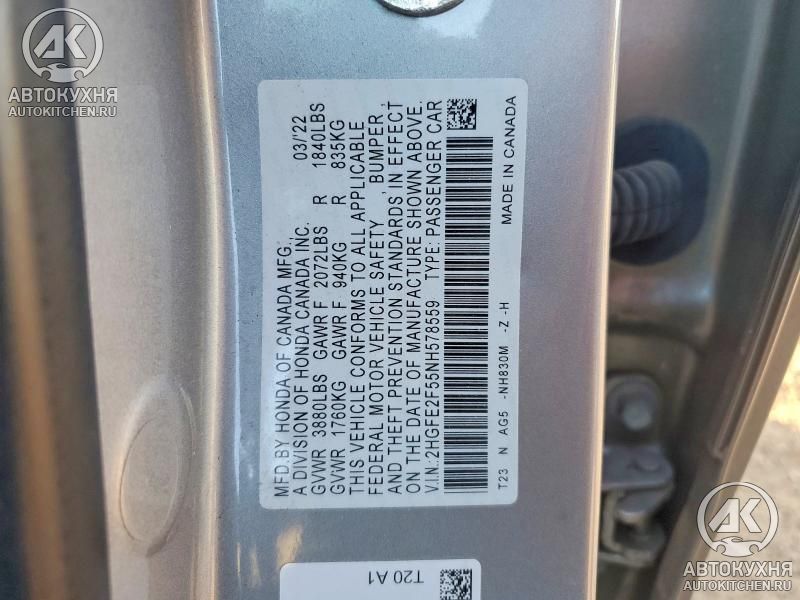 MFD.BY HONDA OF CANADA MFG., 03/'22
A DIVISION OF HONDA CANADA INC.
GVWR 3880LBS GAWR F 2072LBS R 1840LBS
GVWR 1760KG GAWR F 940KG R 835KG
THIS VEHICLE CONFORMS TO ALL APPLICABLE
FEDERAL MOTOR VEHICLE SAFETY , BUMPER ,
AND THEFT PREVENTION STANDARDS IN EFFECT
ON THE DATE OF MANUFACTURE SHOWN ABOVE.
V.I.N.:2HGFE2F55NH578559 TYPE: PASSENGER CAR
T23 N AG5 -NH830M -Z -H MADE IN CANADA
T20 A1
АК
АВТОКУХНЯ
AUTOKITCHEN.RU
АК
АВТОКУХНЯ
AUTOKITCHEN.RU